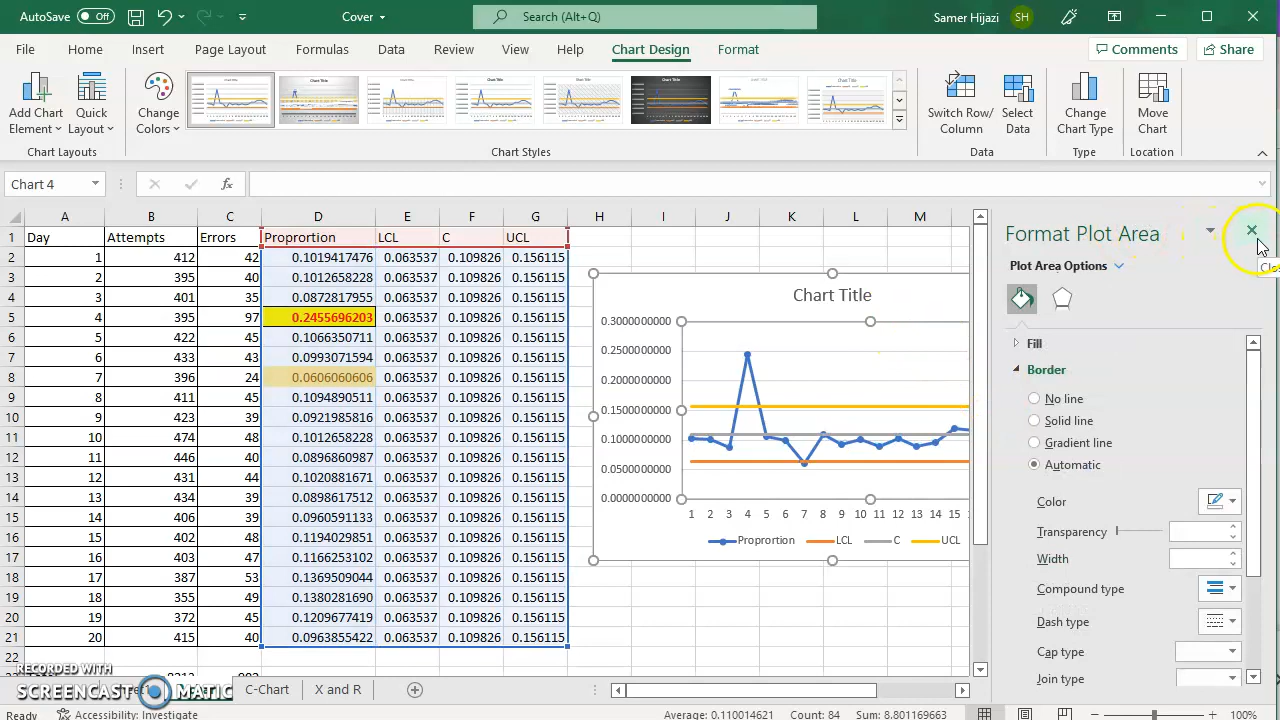 AutoSave Off Cover Search (Alt+Q) Samer Hijazi SH
File Home Insert Page Layout Formulas Data Review View Help Chart Design Format Comments Share
Add Chart Element Quick Layout Change Colors Switch Row/ Column Select Data Change Chart Type Move Chart
Chart Layouts Chart Styles Data Type Location
Chart 4 fx
A B C D E F G H I J K L M
1 Day Attempts Errors Proprortion LCL C UCL
2 1 412 42 0.1019417476 0.063537 0.109826 0.156115
3 2 395 40 0.1012658228 0.063537 0.109826 0.156115
4 3 401 35 0.0872817955 0.063537 0.109826 0.156115
5 4 395 97 0.2455696203 0.063537 0.109826 0.156115
6 5 422 45 0.1066350711 0.063537 0.109826 0.156115
7 6 433 43 0.0993071594 0.063537 0.109826 0.156115
8 7 396 24 0.0606060606 0.063537 0.109826 0.156115
9 8 411 45 0.1094890511 0.063537 0.109826 0.156115
10 9 423 39 0.0921985816 0.063537 0.109826 0.156115
11 10 474 48 0.1012658228 0.063537 0.109826 0.156115
12 11 446 40 0.0896860987 0.063537 0.109826 0.156115
13 12 431 44 0.1020881671 0.063537 0.109826 0.156115
14 13 434 39 0.0898617512 0.063537 0.109826 0.156115
15 14 406 39 0.0960591133 0.063537 0.109826 0.156115
16 15 402 48 0.1194029851 0.063537 0.109826 0.156115
17 16 403 47 0.1166253102 0.063537 0.109826 0.156115
18 17 387 53 0.1369509044 0.063537 0.109826 0.156115
19 18 355 49 0.1380281690 0.063537 0.109826 0.156115
20 19 372 45 0.1209677419 0.063537 0.109826 0.156115
21 20 415 40 0.0963855422 0.063537 0.109826 0.156115
22
Chart Title
0.3000000000
0.2500000000
0.2000000000
0.1500000000
0.1000000000
0.0500000000
0.0000000000
1 2 3 4 5 6 7 8 9 10 11 12 13 14 15
Proprortion LCL C UCL
Format Plot Area
Plot Area Options
Fill
Border
No line
Solid line
Gradient line
Automatic
Color
Transparency
Width
Compound type
Dash type
Cap type
Join type
RECORDED WITH
SCREENCAST MATIC
C-Chart X and R
Accessibility: Investigate Average: 0.110014621 Count: 84 Sum: 8.801169663 100%